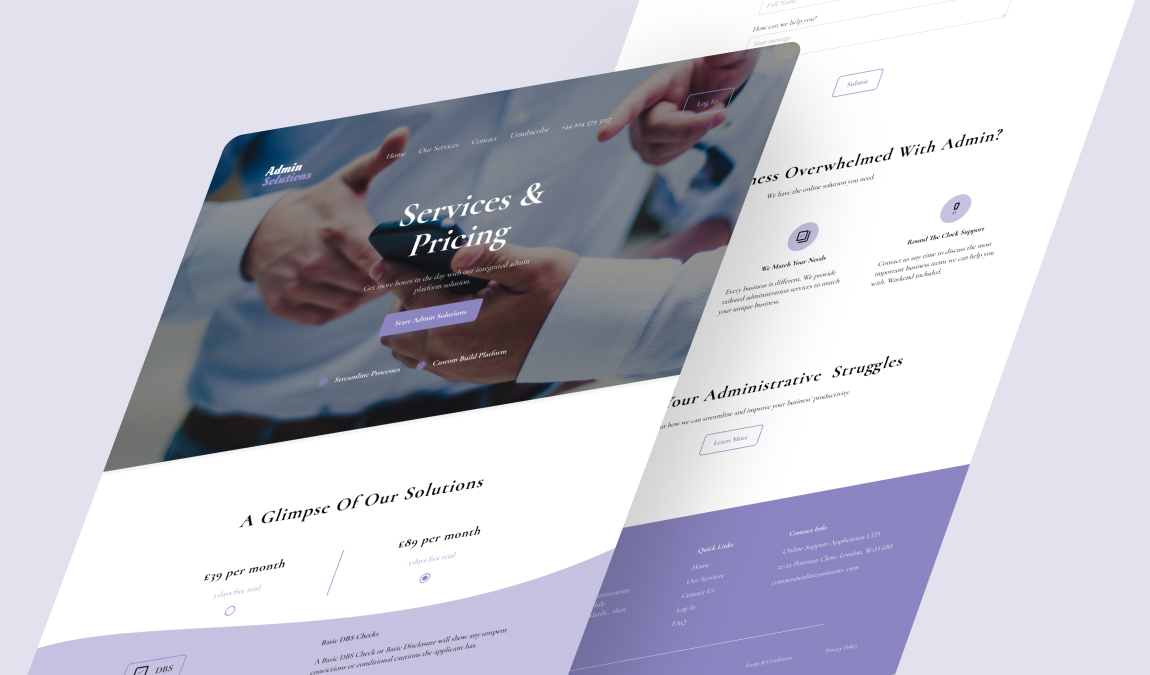 Full Name
How can we help you?
Your message
Submit
Log In
Home
Our Services
Contact
Unsubscribe
Admin
Solutions
Services &
Pricing
Get more hours in the day with our integrated admin
platform solution.
Start Admin Solutions
Streamline Processes
Custom Build Platform
A Glimpse Of Our Solutions
£39 per month
3 days free trial
£89 per month
3 days free trial
DBS
Basic DBS Checks
A Basic DBS Check or Basic Disclosure will show any unspent
convictions or conditional cautions the applicant has.
Overwhelmed With Admin?
We have the online solution you need.
We Match Your Needs
Every business is different. We provide
tailored administration services to match
your unique business.
Round The Clock Support
Contact us any time to discuss the most
important business items we can help you
with. Weekend included.
Your Administrative Struggles
how we can streamline and improve your business' productivity.
Learn More
Quick Links
Home
Our Services
Contact Us
Log In
FAQ
Contact Info
Online Support Application LTD
22-25 Portman Close, London, W1H 6BS
Terms & Conditions
Privacy Policy